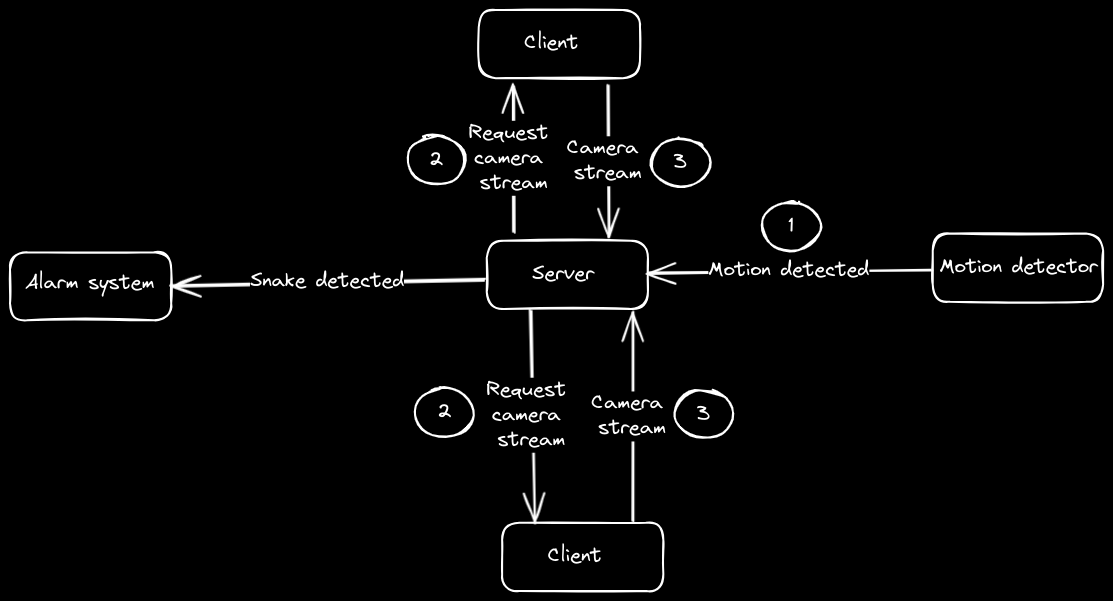 Client
2
Request
camera
stream
Camera
stream
3
1
Alarm system
Snake detected
Server
Motion detected
Motion detector
2
Request
camera
stream
Camera
stream
3
Client